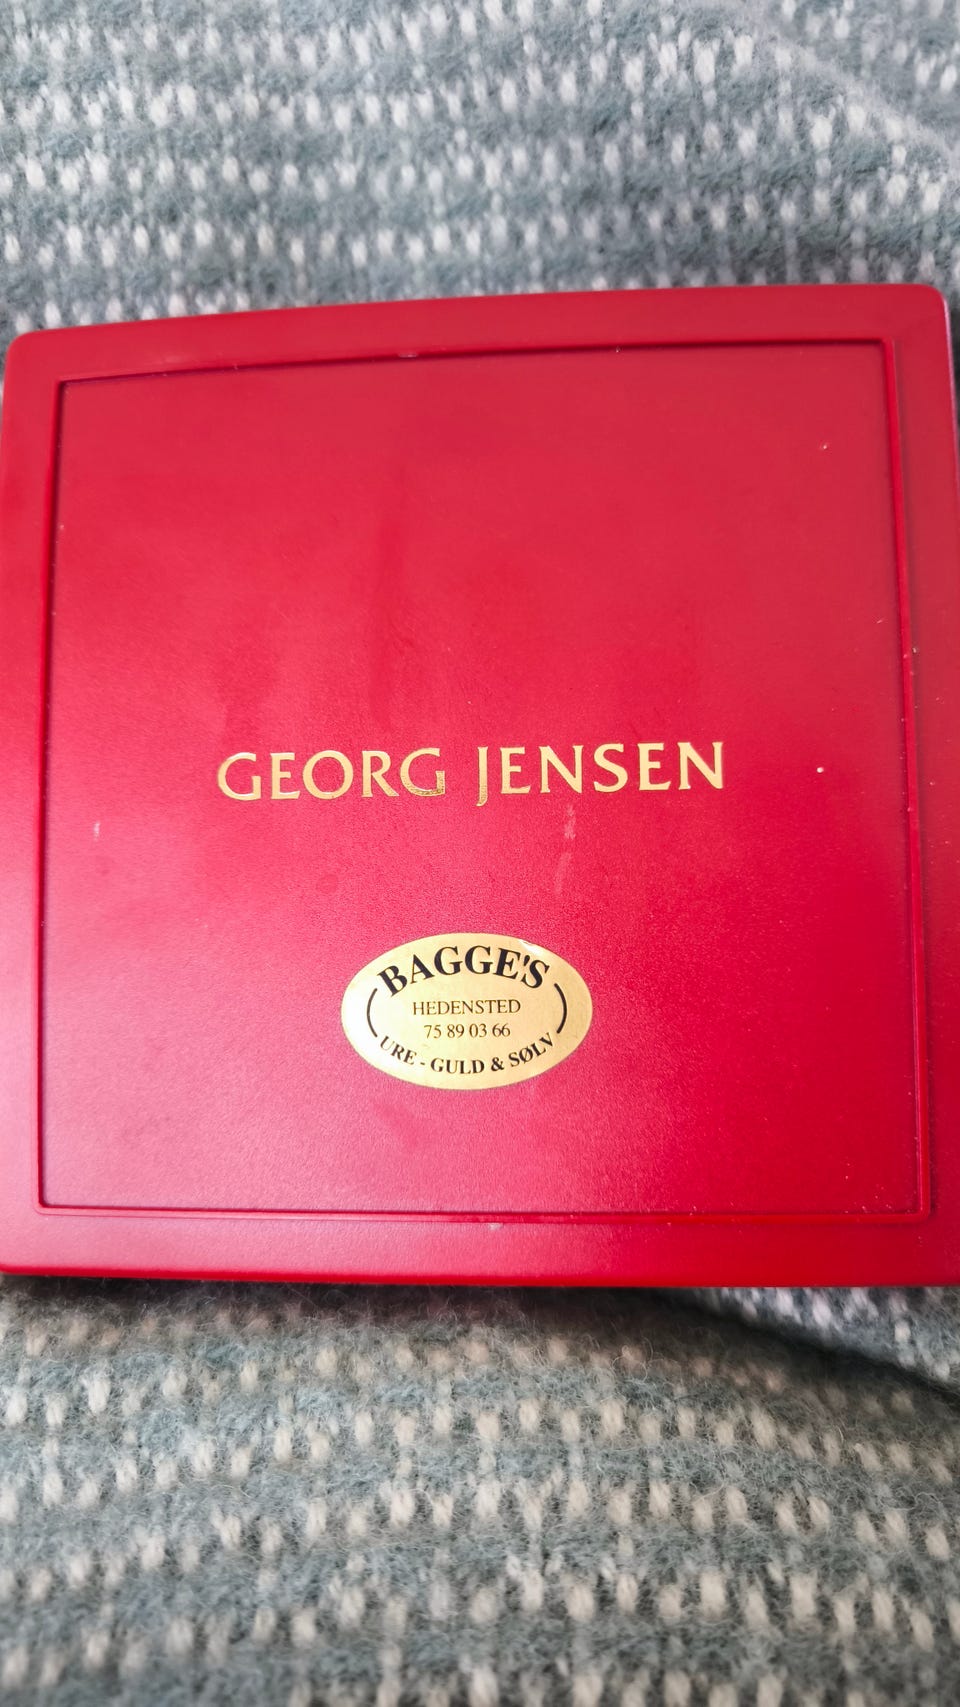 GEORG JENSEN
BAGGE'S
HEDENSTED
75 89 03 66
URE - GULD & SØLV